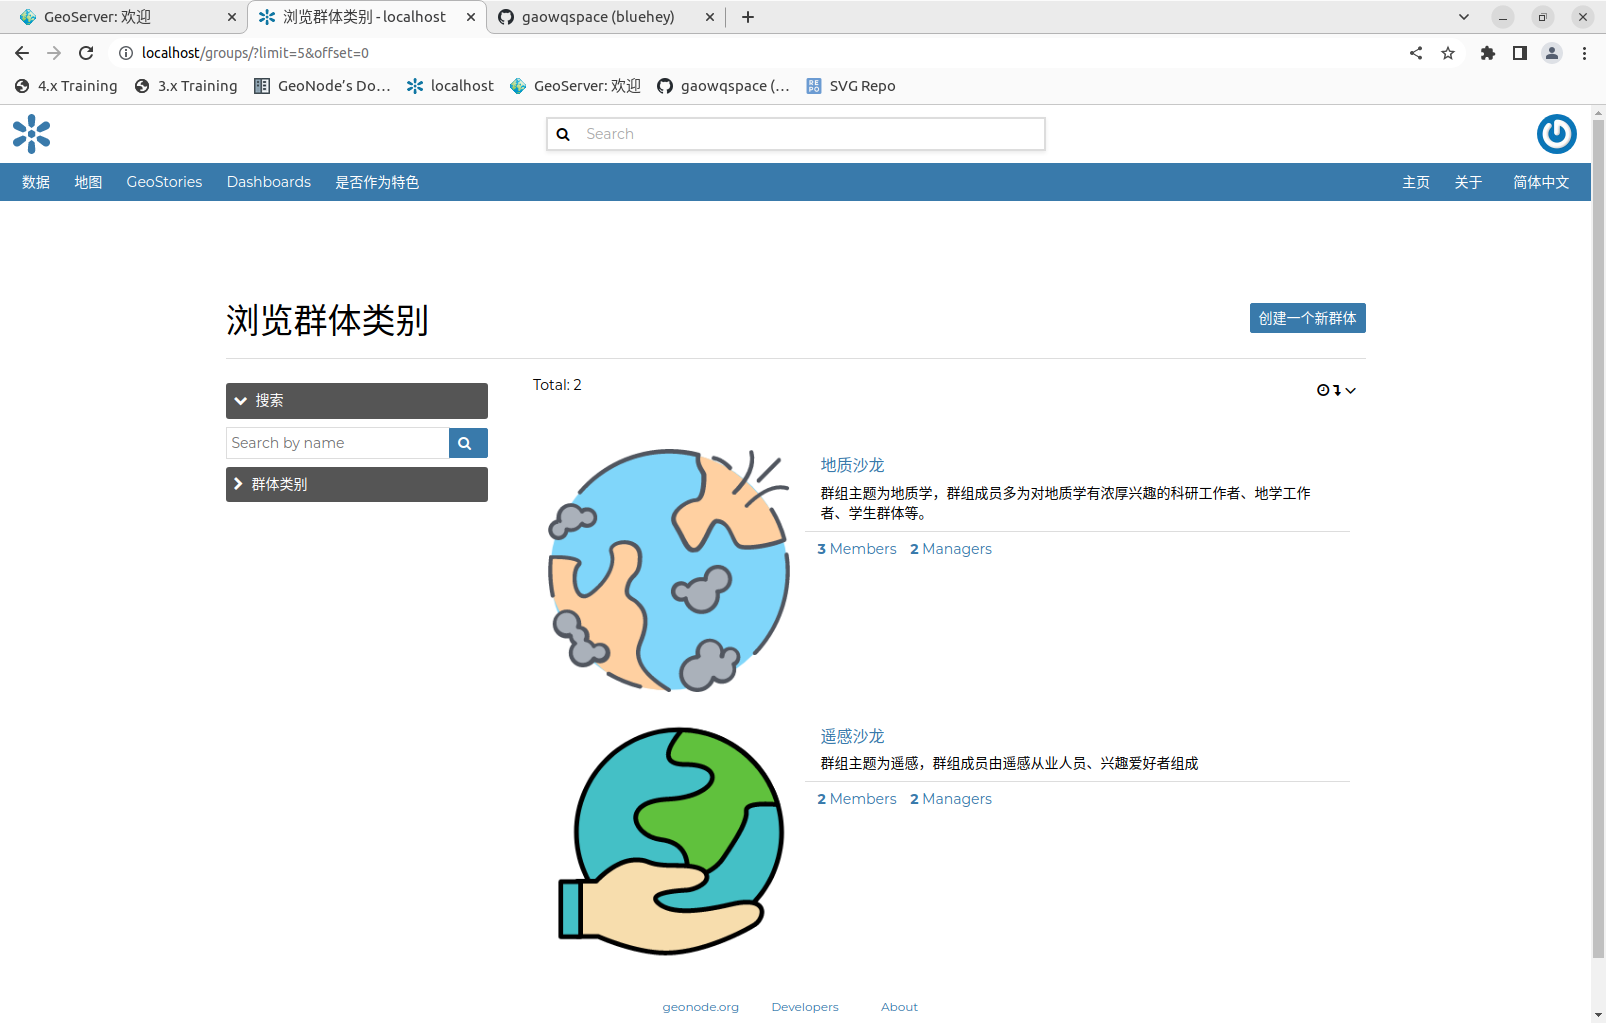 GeoServer: 欢迎
浏览群体类别 - localhost
gaowqspace (bluehey)
localhost/groups/?limit=5&offset=0
4.x Training
3.x Training
GeoNode’s Do…
localhost
GeoServer: 欢迎
gaowqspace (…
SVG Repo
Search
数据
地图
GeoStories
Dashboards
是否作为特色
主页
关于
简体中文
浏览群体类别
创建一个新群体
搜索
Search by name
群体类别
Total: 2
地质沙龙
群组主题为地质学，群组成员多为对地质学有浓厚兴趣的科研工作者、地学工作
者、学生群体等。
3 Members 2 Managers
遥感沙龙
群组主题为遥感，群组成员由遥感从业人员、兴趣爱好者组成
2 Members 2 Managers
geonode.org
Developers
About